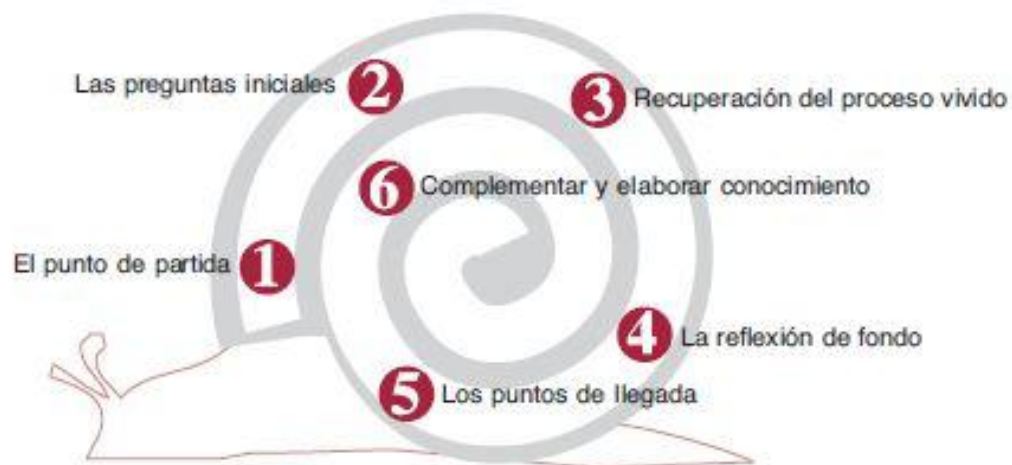 1 El punto de partida
2 Las preguntas iniciales
3 Recuperación del proceso vivido
4 La reflexión de fondo
5 Los puntos de llegada
6 Complementar y elaborar conocimiento